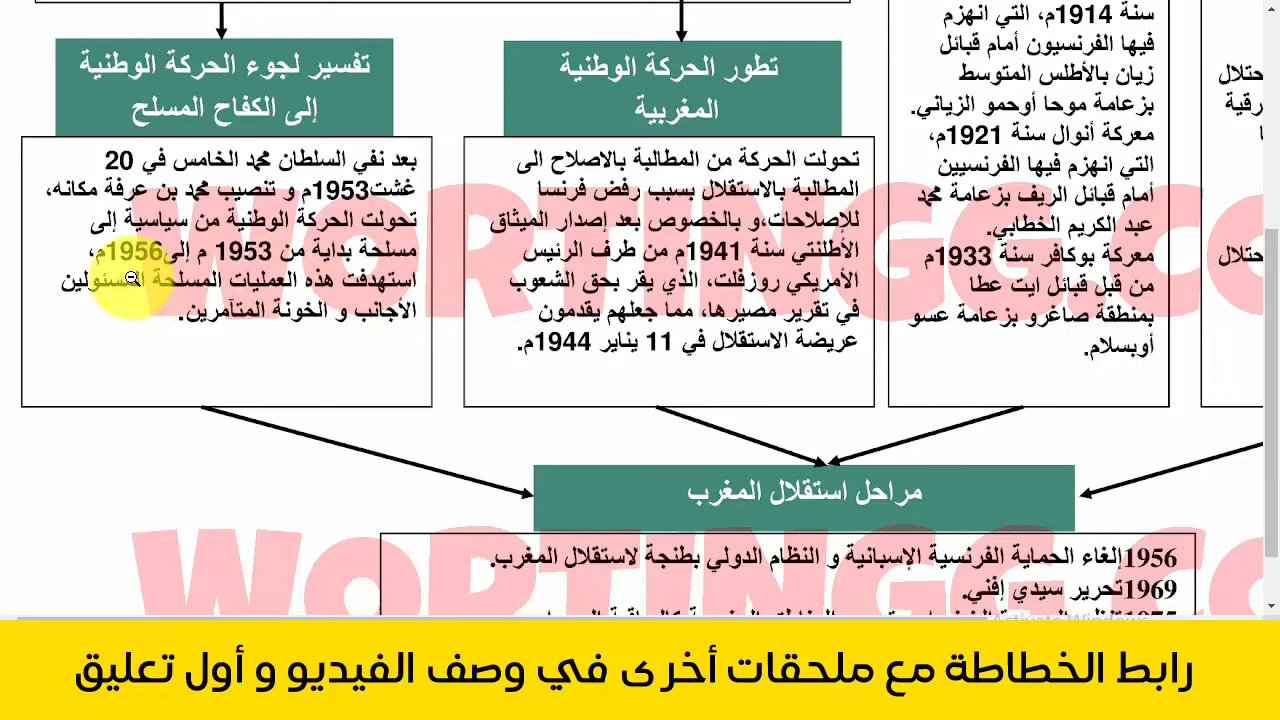 سنة 1914م، التي انهزم
فيها الفرنسيون أمام قبائل
زيان بالأطلس المتوسط
بزعامة موحا أوحمو الزياني.
معركة أنوال سنة 1921م،
التي انهزم فيها الفرنسيين
أمام قبائل الريف بزعامة محمد
عبد الكريم الخطابي.
معركة بوكافر سنة 1933م
من قبل قبائل ايت عطا
بمنطقة صاغرو بزعامة عسو
أوبسلام.
تطور الحركة الوطنية
المغربية
تحولت الحركة من المطالبة بالاصلاح الى
المطالبة بالاستقلال بسبب رفض فرنسا
للإصلاحات،و بالخصوص بعد إصدار الميثاق
الأطلنتي سنة 1941م من طرف الرئيس
الأمريكي روزفلت، الذي يقر بحق الشعوب
في تقرير مصيرها، مما جعلهم يقدمون
عريضة الاستقلال في 11 يناير 1944م.
تفسير لجوء الحركة الوطنية
إلى الكفاح المسلح
بعد نفي السلطان محمد الخامس في 20
غشت1953م و تنصيب محمد بن عرفة مكانه،
تحولت الحركة الوطنية من سياسية إلى
مسلحة بداية من 1953 م إلى1956م،
استهدفت هذه العمليات المسلحة المسئولين
الأجانب و الخونة المتآمرين.
مراحل استقلال المغرب
1956إلغاء الحماية الفرنسية الإسبانية و النظام الدولي بطنجة لاستقلال المغرب.
1969تحرير سيدي إفني.
WORTINGG.CO
WORTINGG.CO
رابط الخطاطة مع ملحقات أخرى في وصف الفيديو و أول تعليق